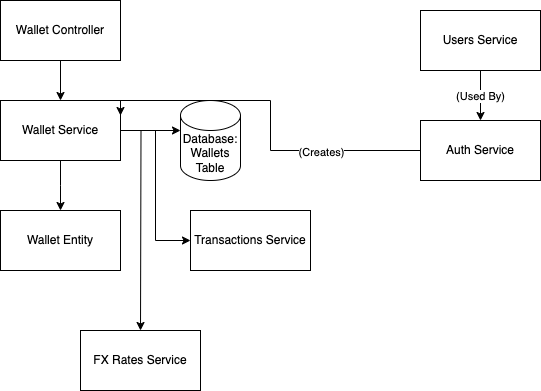 Wallet Controller
Users Service
(Used By)
Wallet Service
Database:
Wallets
Table
(Creates)
Auth Service
Wallet Entity
Transactions Service
FX Rates Service